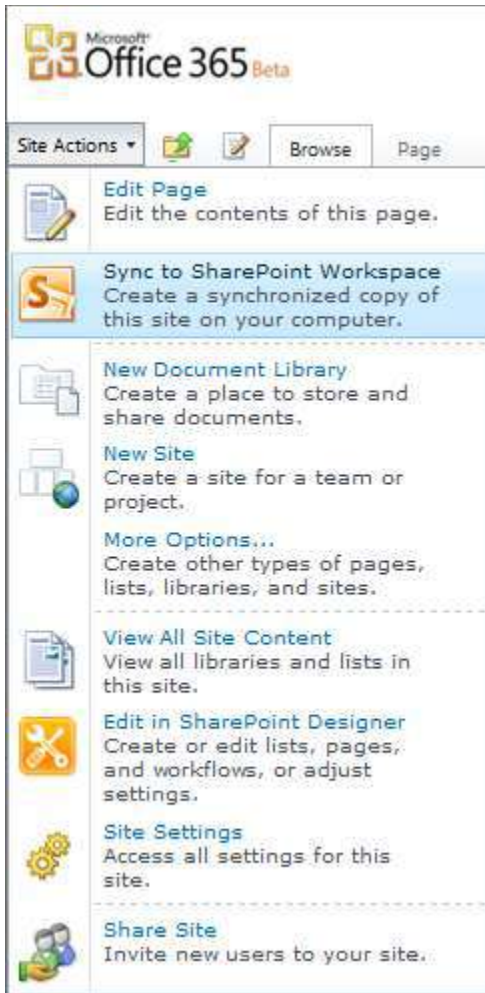 Microsoft®
Office 365 Beta
Site Actions Browse Page
Edit Page
Edit the contents of this page.
Sync to SharePoint Workspace
Create a synchronized copy of
this site on your computer.
New Document Library
Create a place to store and
share documents.
New Site
Create a site for a team or
project.
More Options...
Create other types of pages,
lists, libraries, and sites.
View All Site Content
View all libraries and lists in
this site.
Edit in SharePoint Designer
Create or edit lists, pages,
and workflows, or adjust
settings.
Site Settings
Access all settings for this
site.
Share Site
Invite new users to your site.